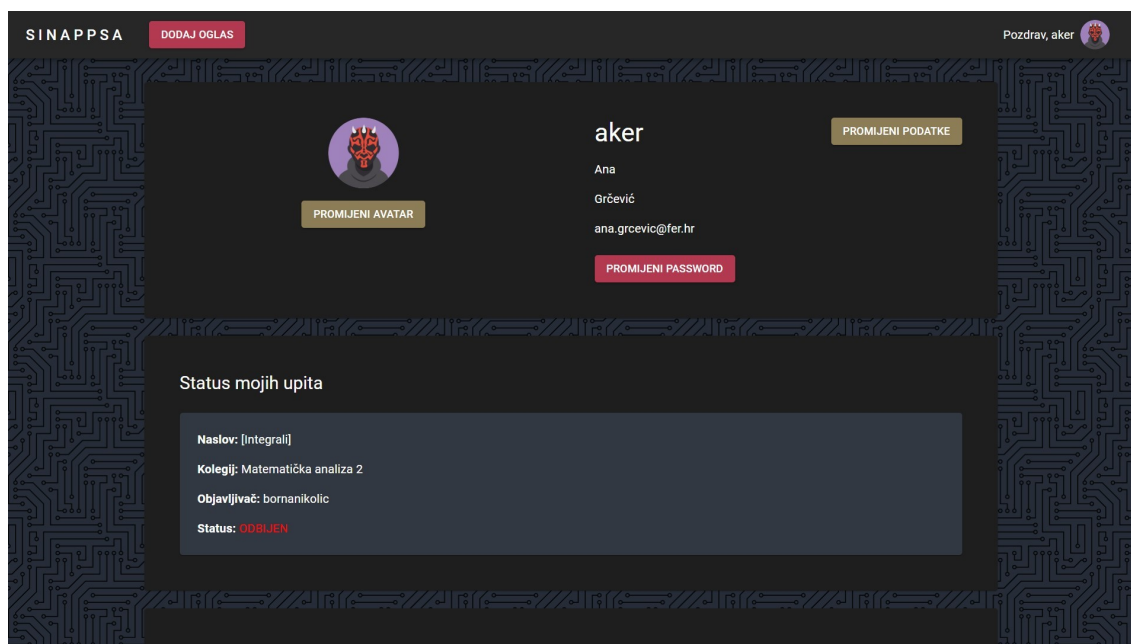 SINAPPSA
DODAJ OGLAS
Pozdrav, aker
PROMIJENI AVATAR
aker
PROMIJENI PODATKE
Ana
Grčević
ana.grcevic@fer.hr
PROMIJENI PASSWORD
Status mojih upita
Naslov: [Integrali]
Kolegij: Matematička analiza 2
Objavljivač: bornanikolic
Status: ODBIJEN